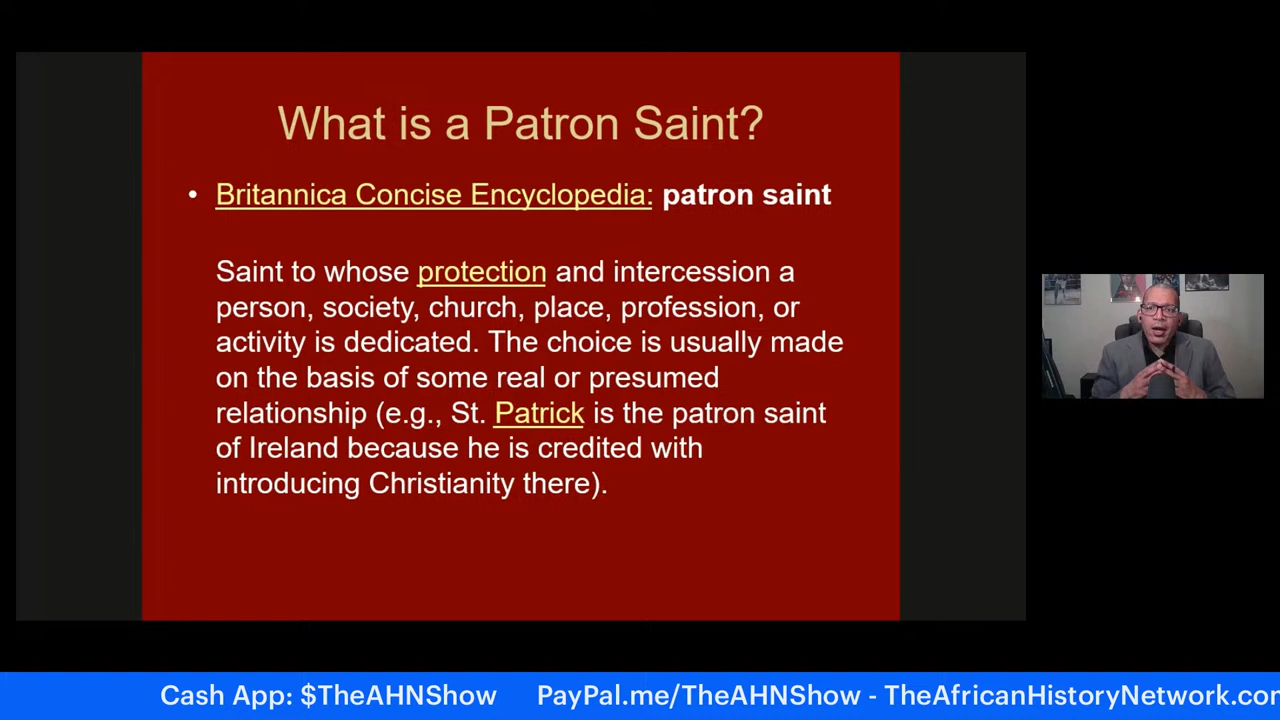 What is a Patron Saint?
• Britannica Concise Encyclopedia: patron saint
Saint to whose protection and intercession a
person, society, church, place, profession, or
activity is dedicated. The choice is usually made
on the basis of some real or presumed
relationship (e.g., St. Patrick is the patron saint
of Ireland because he is credited with
introducing Christianity there).
Cash App: $TheAHNShow PayPal.me/TheAHNShow - TheAfricanHistoryNetwork.co